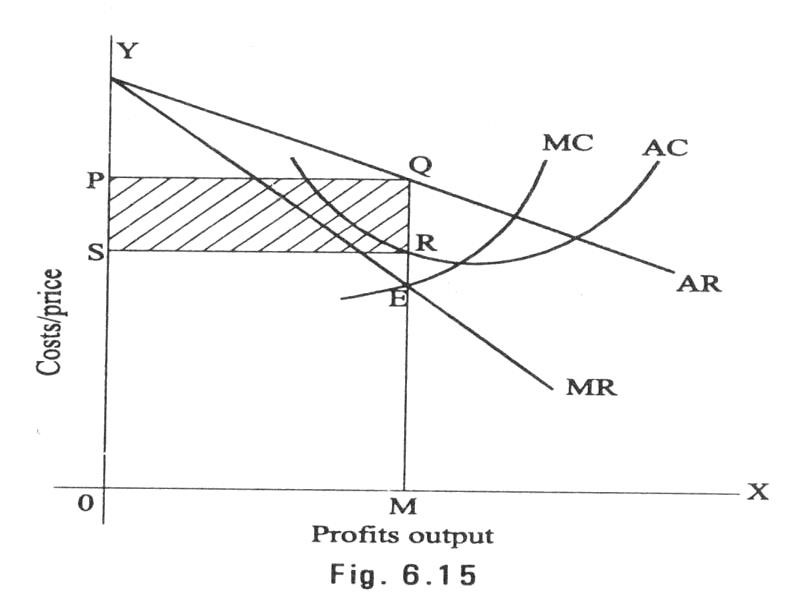 Y
MC
AC
P
Q
S
R
E
AR
MR
Costs/price
0
M
X
Profits output
Fig. 6.15